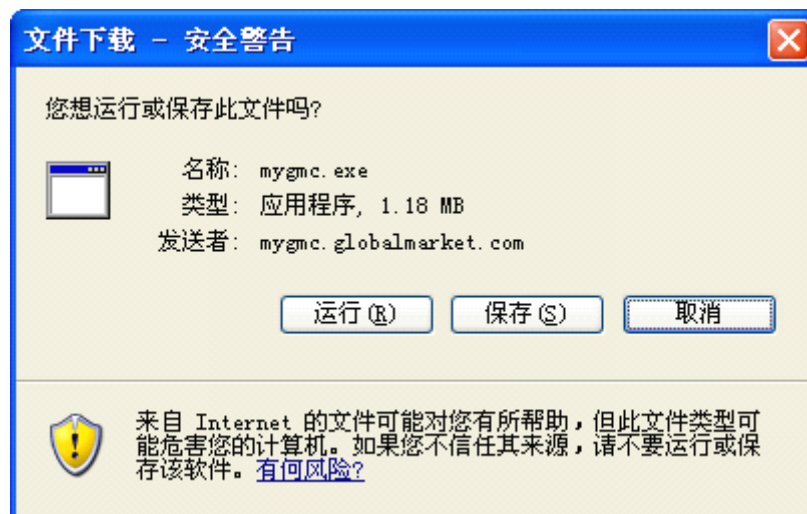 文件下载 - 安全警告
您想运行或保存此文件吗?
名称: mygmc.exe
类型: 应用程序, 1.18 MB
发送者: mygmc.globalmarket.com
运行(R) 保存(S) 取消
来自 Internet 的文件可能对您有所帮助,但此文件类型可
能危害您的计算机。如果您不信任其来源,请不要运行或保
存该软件。有何风险?